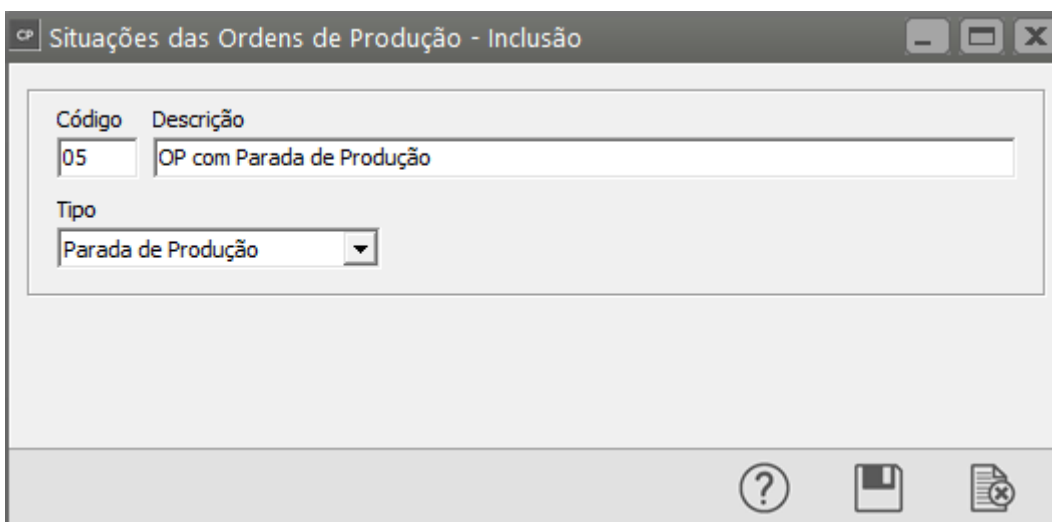 CP Situações das Ordens de Produção - Inclusão
Código Descrição
05 OP com Parada de Produção
Tipo
Parada de Produção